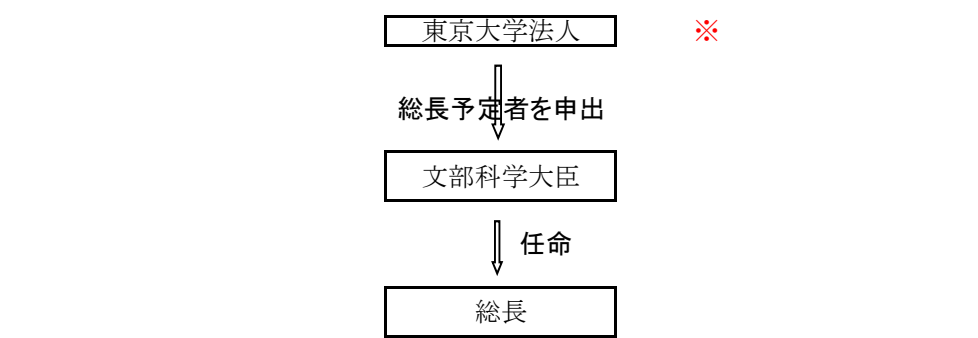 東京大学法人 ※
総長予定者を申出
文部科学大臣
任命
総長